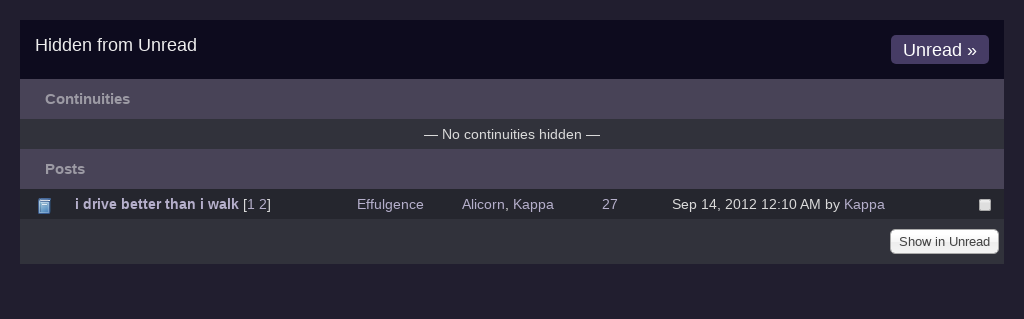 Hidden from Unread
Unread »
Continuities
— No continuities hidden —
Posts
i drive better than i walk [1 2] Effulgence Alicorn, Kappa 27 Sep 14, 2012 12:10 AM by Kappa
Show in Unread